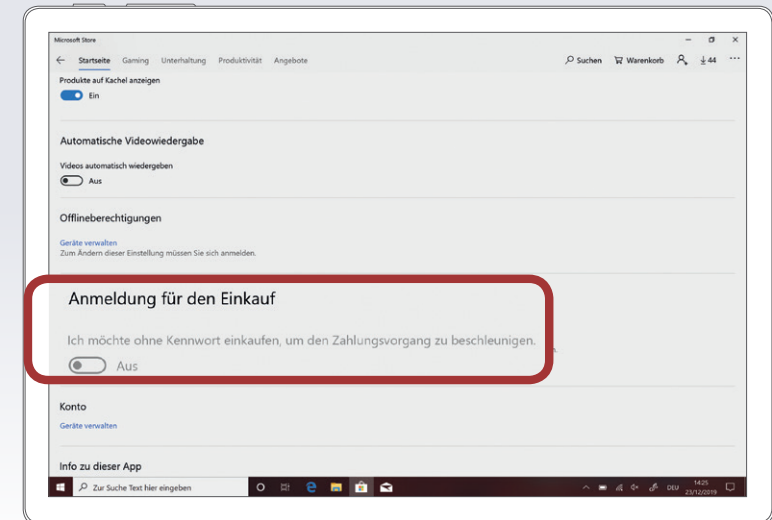 Microsoft Store
Startseite Gaming Unterhaltung Produktivität Angebote Suchen Warenkorb 44
Produkte auf Kachel anzeigen
Ein
Automatische Videowiedergabe
Videos automatisch wiedergeben
Aus
Offlineberechtigungen
Geräte verwalten
Zum Ändern dieser Einstellung müssen Sie sich anmelden.
Anmeldung für den Einkauf
Ich möchte ohne Kennwort einkaufen, um den Zahlungsvorgang zu beschleunigen.
Aus
Konto
Geräte verwalten
Info zu dieser App
Zur Suche Text hier eingeben DEU 14:25
23/12/2019